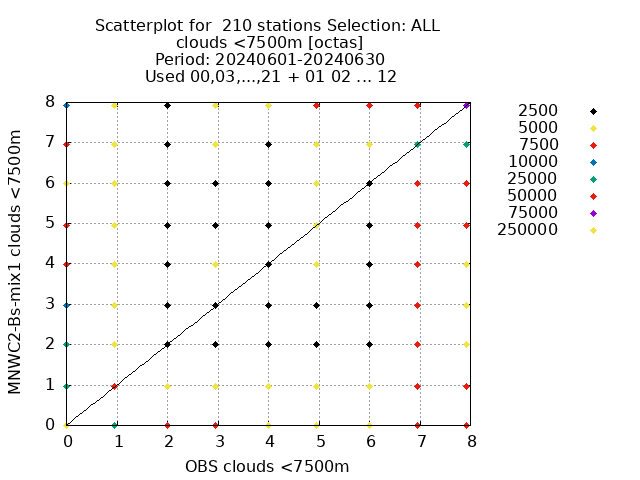 Scatterplot for  210 stations Selection: ALL
clouds <7500m [octas]
Period: 20240601-20240630
Used 00,03,...,21 + 01 02 ... 12
8
7
6
5
4
3
2
1
0
0 1 2 3 4 5 6 7 8
MNWC2-Bs-mix1 clouds <7500m
OBS clouds <7500m
2500
5000
7500
10000
25000
50000
75000
250000